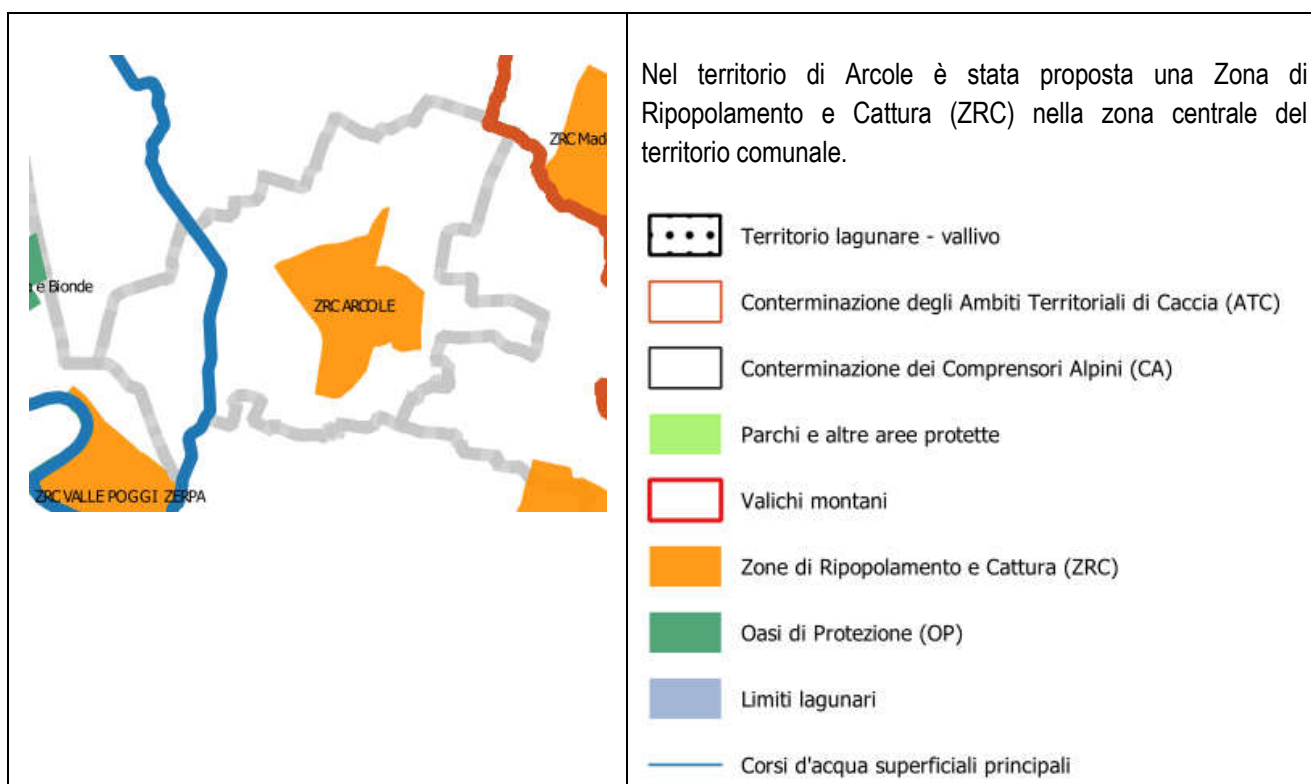 Nel territorio di Arcole è stata proposta una Zona di
Ripopolamento e Cattura (ZRC) nella zona centrale del
territorio comunale.
ZRC Mad
e Bionde
ZRC ARCOLE
ZRC VALLE POGGI ZERPA
Territorio lagunare - vallivo
Conterminazione degli Ambiti Territoriali di Caccia (ATC)
Conterminazione dei Comprensori Alpini (CA)
Parchi e altre aree protette
Valichi montani
Zone di Ripopolamento e Cattura (ZRC)
Oasi di Protezione (OP)
Limiti lagunari
Corsi d'acqua superficiali principali